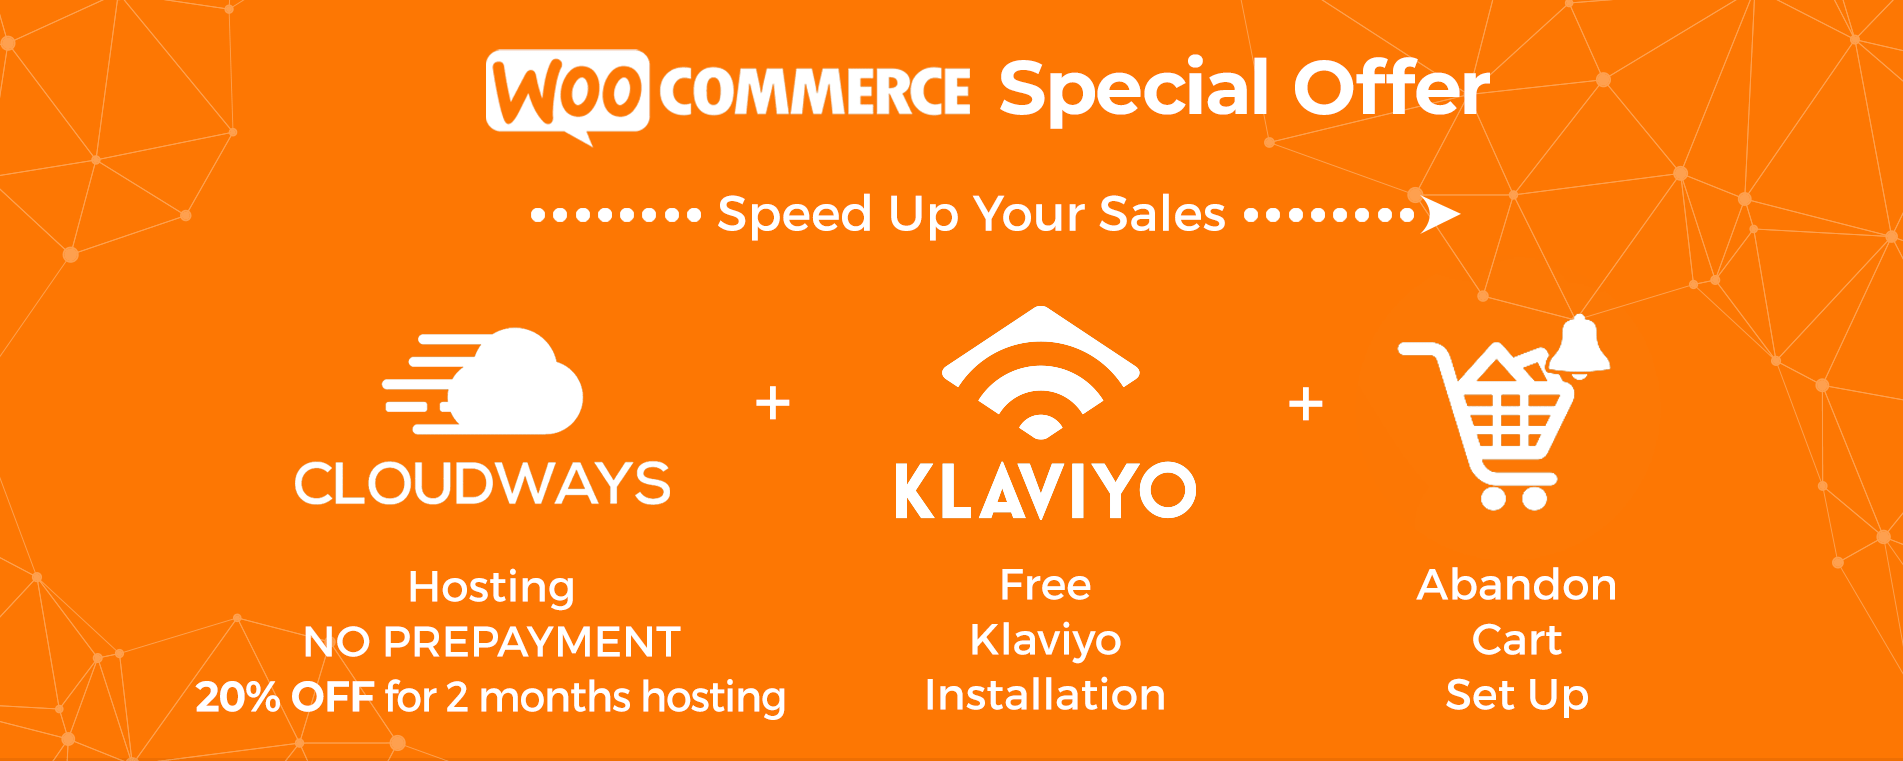 WOO COMMERCE Special Offer
Speed Up Your Sales
CLOUDWAYS
+
KLAVIYO
+
Hosting
NO PREPAYMENT
20% OFF for 2 months hosting
Free
Klaviyo
Installation
Abandon
Cart
Set Up